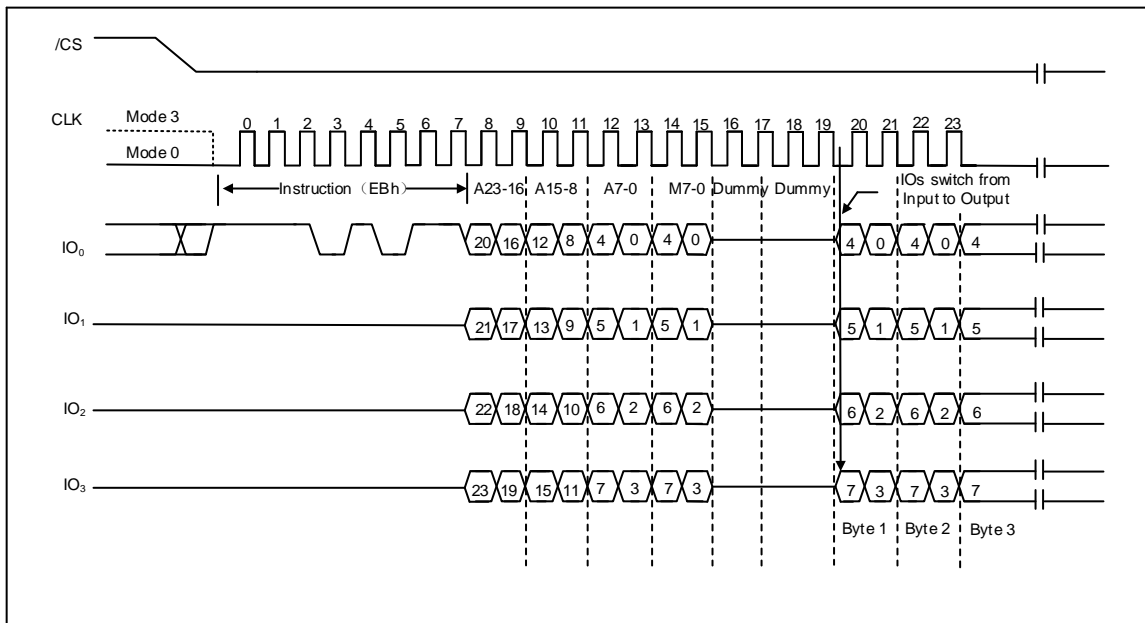 /CS
CLK
Mode 3
Mode 0
0 1 2 3 4 5 6 7 8 9 10 11 12 13 14 15 16 17 18 19 20 21 22 23
Instruction（EBh） A23-16 A15-8 A7-0 M7-0 Dummy Dummy
IOs switch from
Input to Output
IO0 20 16 12 8 4 0 4 0 4 0 4 0 4
IO1 21 17 13 9 5 1 5 1 5 1 5 1 5
IO2 22 18 14 10 6 2 6 2 6 2 6 2 6
IO3 23 19 15 11 7 3 7 3 7 3 7 3 7
Byte 1 Byte 2 Byte 3